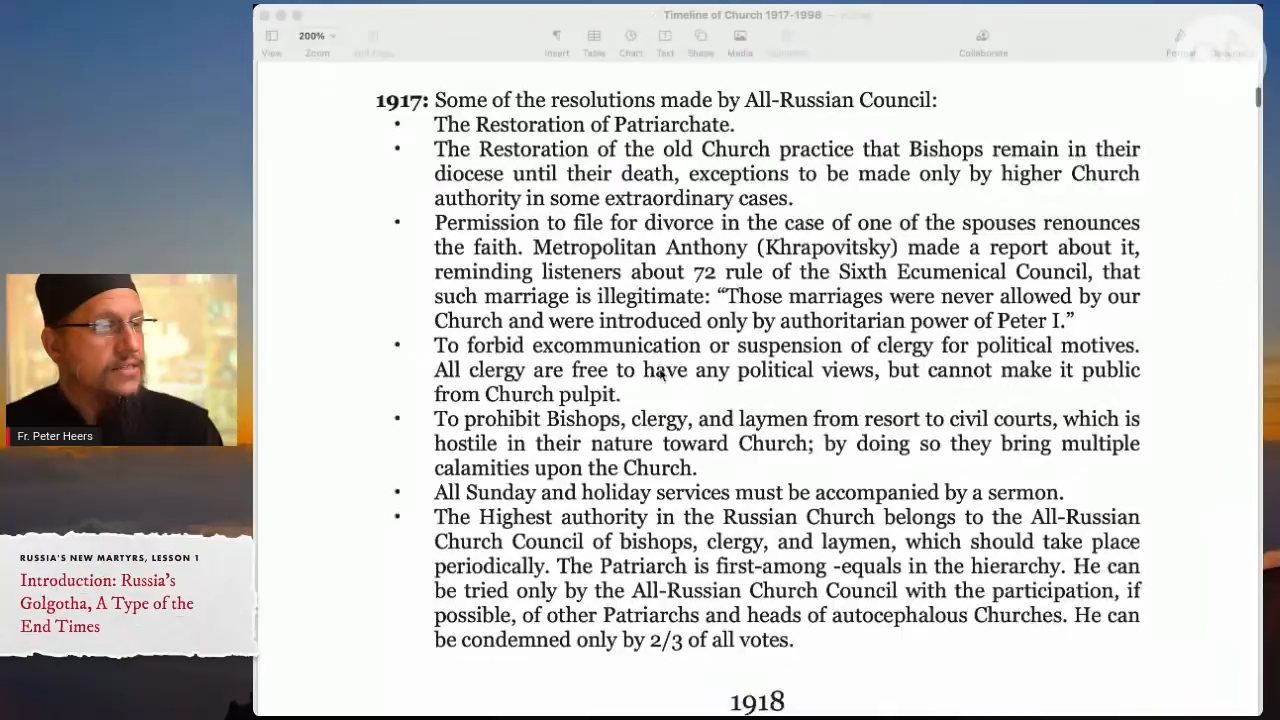 Timeline of Church 1917-1998
200%
View
Zoom
Insert
Table
Chart
Text
Shape
Media
Collaborate
1917: Some of the resolutions made by All-Russian Council:
• The Restoration of Patriarchate.
• The Restoration of the old Church practice that Bishops remain in their
diocese until their death, exceptions to be made only by higher Church
authority in some extraordinary cases.
• Permission to file for divorce in the case of one of the spouses renounces
the faith. Metropolitan Anthony (Khrapovitsky) made a report about it,
reminding listeners about 72 rule of the Sixth Ecumenical Council, that
such marriage is illegitimate: “Those marriages were never allowed by our
Church and were introduced only by authoritarian power of Peter I.”
• To forbid excommunication or suspension of clergy for political motives.
All clergy are free to have any political views, but cannot make it public
from Church pulpit.
• To prohibit Bishops, clergy, and laymen from resort to civil courts, which is
hostile in their nature toward Church; by doing so they bring multiple
calamities upon the Church.
• All Sunday and holiday services must be accompanied by a sermon.
• The Highest authority in the Russian Church belongs to the All-Russian
Church Council of bishops, clergy, and laymen, which should take place
periodically. The Patriarch is first-among -equals in the hierarchy. He can
be tried only by the All-Russian Church Council with the participation, if
possible, of other Patriarchs and heads of autocephalous Churches. He can
be condemned only by 2/3 of all votes.
1918
Fr. Peter Heers
RUSSIA'S NEW MARTYRS, LESSON 1
Introduction: Russia's
Golgotha, A Type of the
End Times